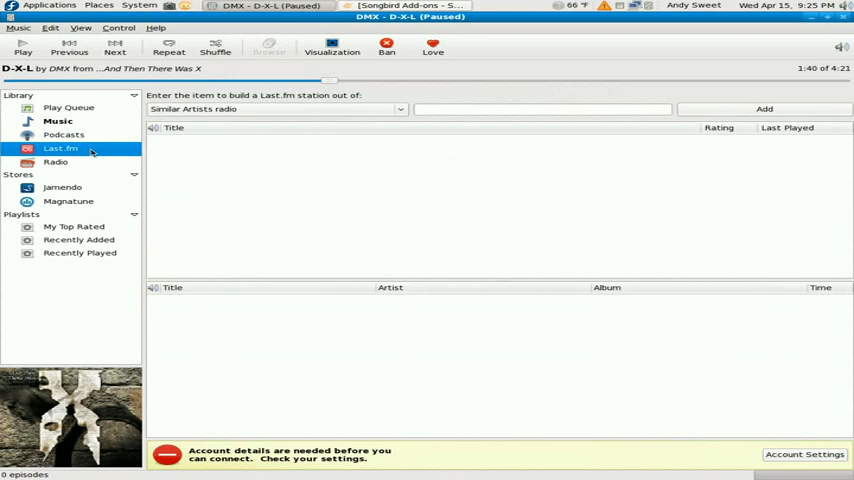 Applications Places System DMX - D-X-L (Paused) [Songbird Add-ons - S... 66 °F Andy Sweet Wed Apr 15, 9:25 PM
DMX - D-X-L (Paused)
Music Edit View Control Help
Play Previous Next Repeat Shuffle Browse Visualization Ban Love
D-X-L by DMX from ...And Then There Was X 1:40 of 4:21
Library
Play Queue
Music
Podcasts
Last.fm
Radio
Stores
Jamendo
Magnatune
Playlists
My Top Rated
Recently Added
Recently Played
Enter the item to build a Last.fm station out of:
Similar Artists radio Add
Title Rating Last Played
Title Artist Album Time
Account details are needed before you
can connect. Check your settings.
Account Settings
0 episodes